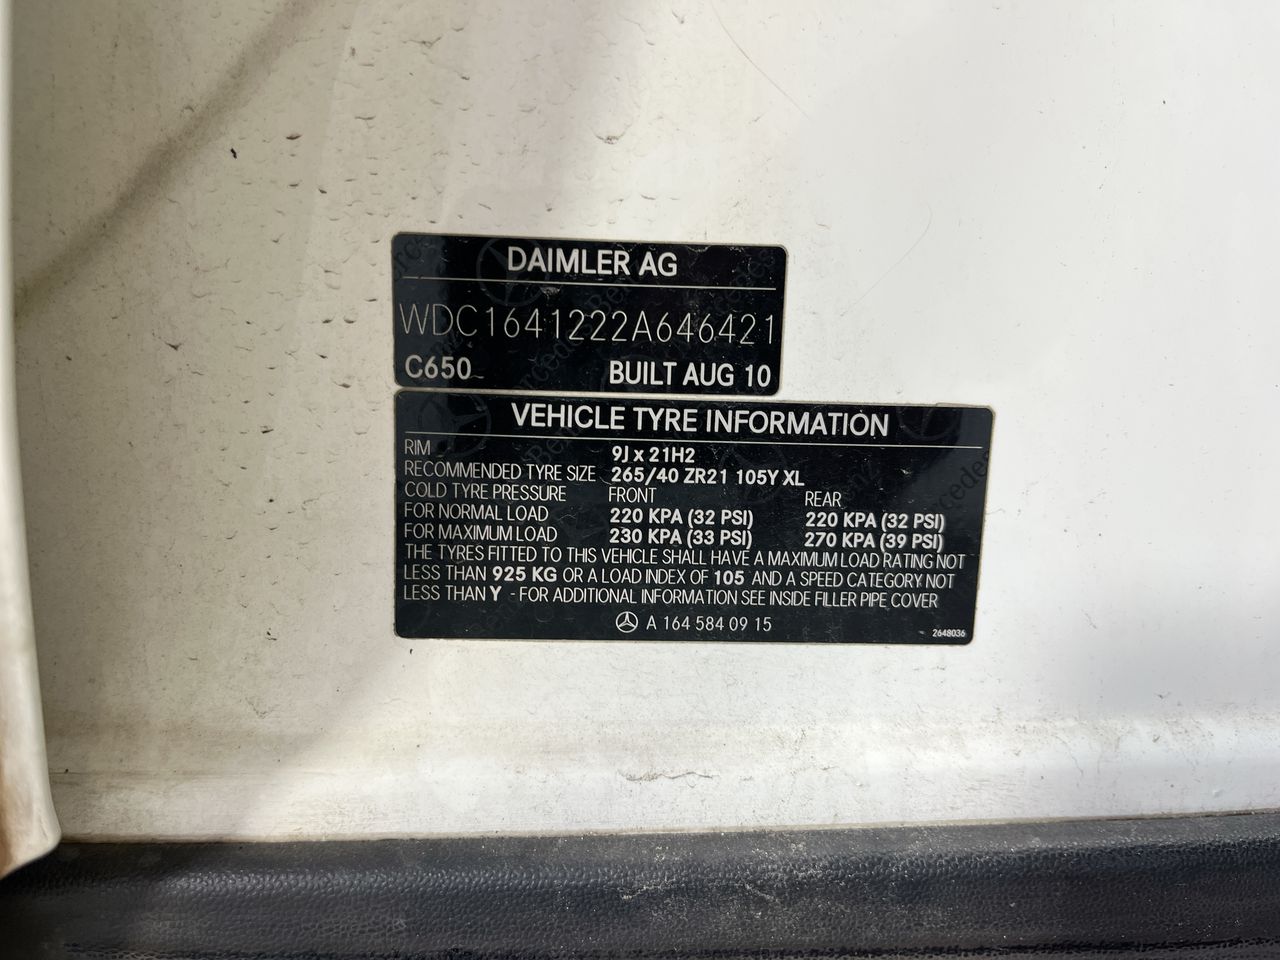 DAIMLER AG
WDC1641222A646421
C650 BUILT AUG 10
VEHICLE TYRE INFORMATION
RIM 9J x 21H2
RECOMMENDED TYRE SIZE 265/40 ZR21 105Y XL
COLD TYRE PRESSURE FRONT REAR
FOR NORMAL LOAD 220 KPA (32 PSI) 220 KPA (32 PSI)
FOR MAXIMUM LOAD 230 KPA (33 PSI) 270 KPA (39 PSI)
THE TYRES FITTED TO THIS VEHICLE SHALL HAVE A MAXIMUM LOAD RATING NOT
LESS THAN 925 KG OR A LOAD INDEX OF 105 AND A SPEED CATEGORY NOT
LESS THAN Y - FOR ADDITIONAL INFORMATION SEE INSIDE FILLER PIPE COVER
A 164 584 09 15
2648036